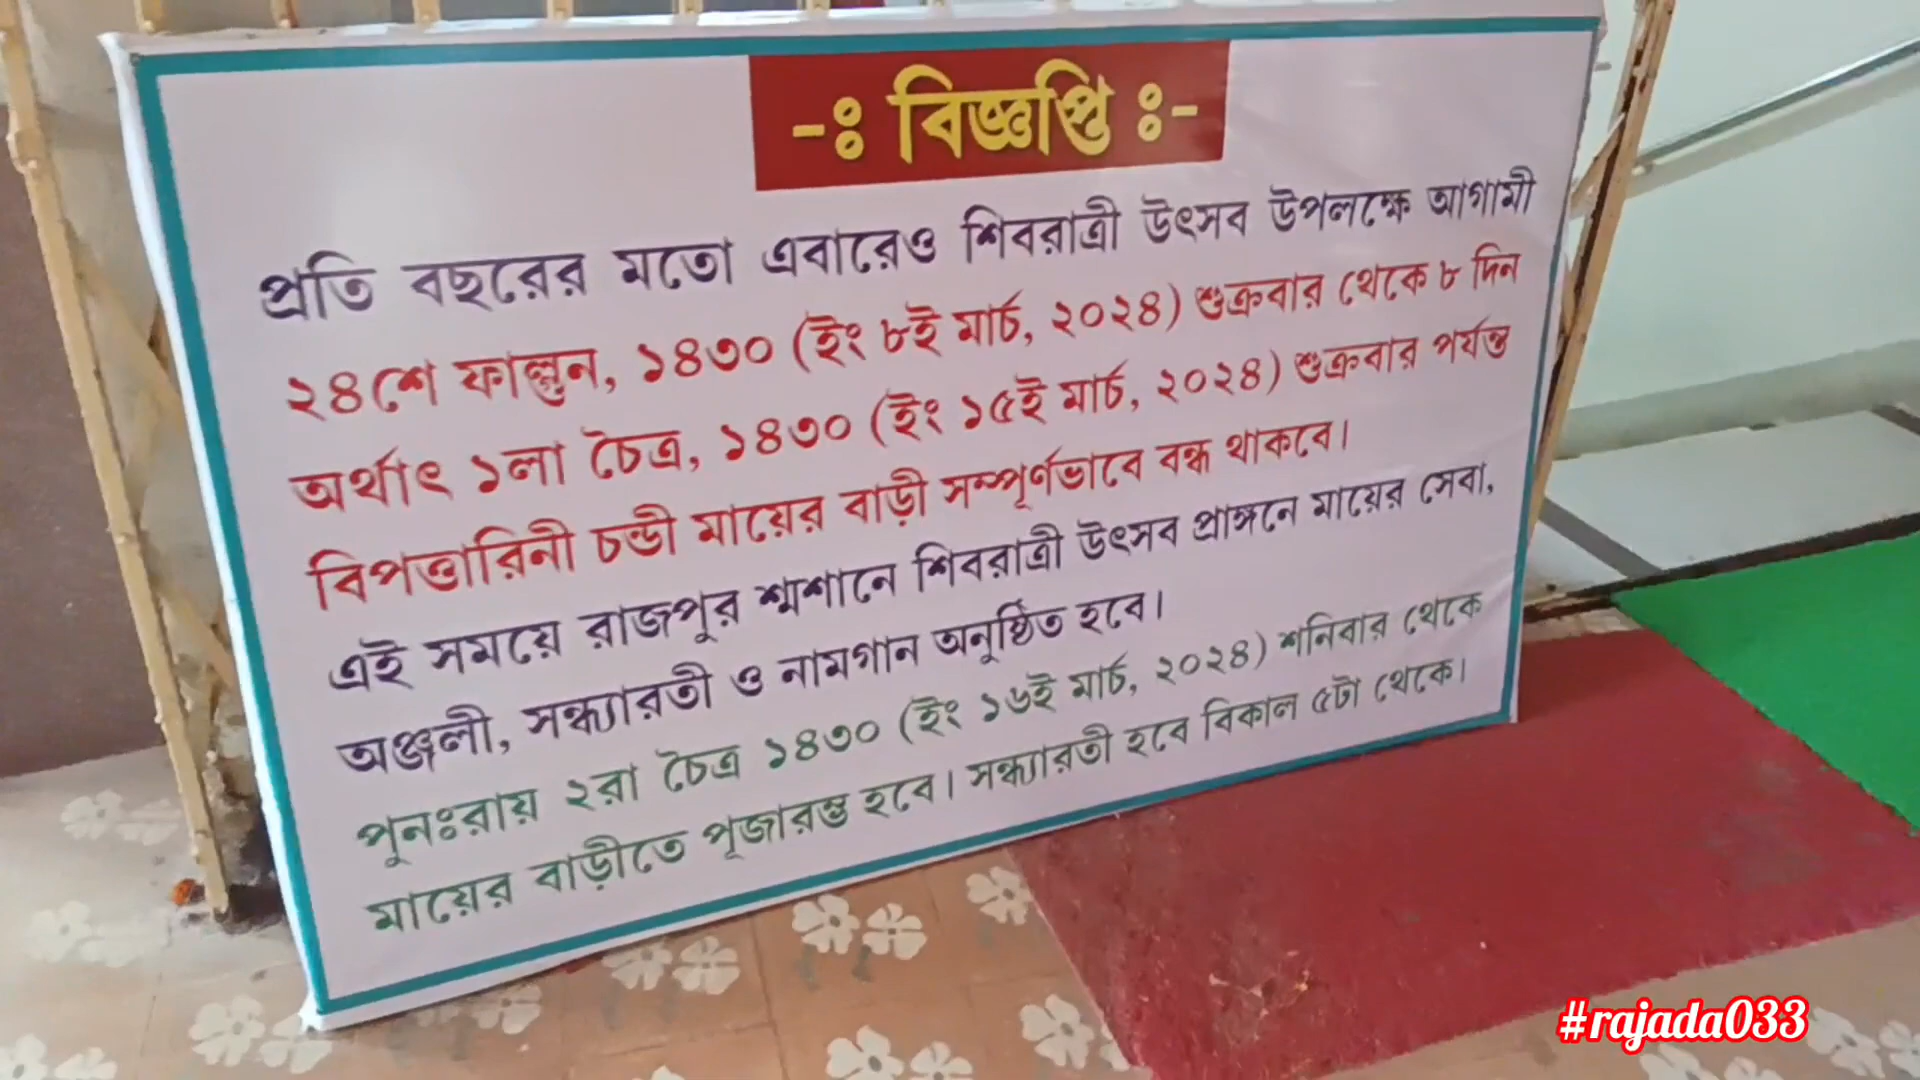 -ঃ বিজ্ঞপ্তি ঃ-
প্রতি বছরের মতো এবারেও শিবরাত্রী উৎসব উপলক্ষে আগামী
২৪শে ফাল্গুন, ১৪৩০ (ইং ৮ই মার্চ, ২০২৪) শুক্রবার থেকে ৮ দিন
অর্থাৎ ১লা চৈত্র, ১৪৩০ (ইং ১৫ই মার্চ, ২০২৪) শুক্রবার পর্যন্ত
বিপত্তারিনী চন্ডী মায়ের বাড়ী সম্পূর্ণভাবে বন্ধ থাকবে।
এই সময়ে রাজপুর শ্মশানে শিবরাত্রী উৎসব প্রাঙ্গনে মায়ের সেবা,
অঞ্জলী, সন্ধ্যারতী ও নামগান অনুষ্ঠিত হবে।
পুনঃরায় ২রা চৈত্র ১৪৩০ (ইং ১৬ই মার্চ, ২০২৪) শনিবার থেকে
মায়ের বাড়ীতে পূজারম্ভ হবে। সন্ধ্যারতী হবে বিকাল ৫টা থেকে।
#rajada033